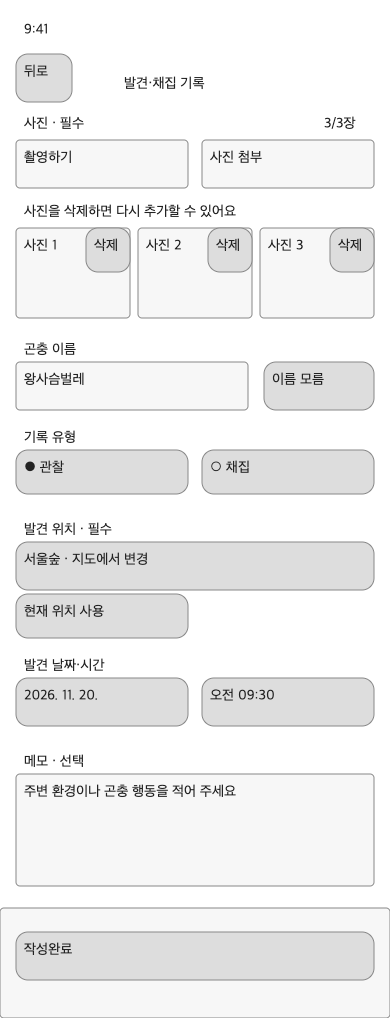 9:41
뒤로
발견·채집 기록
사진 · 필수 3/3장
촬영하기 사진 첨부
사진을 삭제하면 다시 추가할 수 있어요
사진 1 삭제 사진 2 삭제 사진 3 삭제
곤충 이름
왕사슴벌레 이름 모름
기록 유형
● 관찰 ○ 채집
발견 위치 · 필수
서울숲 · 지도에서 변경
현재 위치 사용
발견 날짜·시간
2026. 11. 20. 오전 09:30
메모 · 선택
주변 환경이나 곤충 행동을 적어 주세요
작성완료